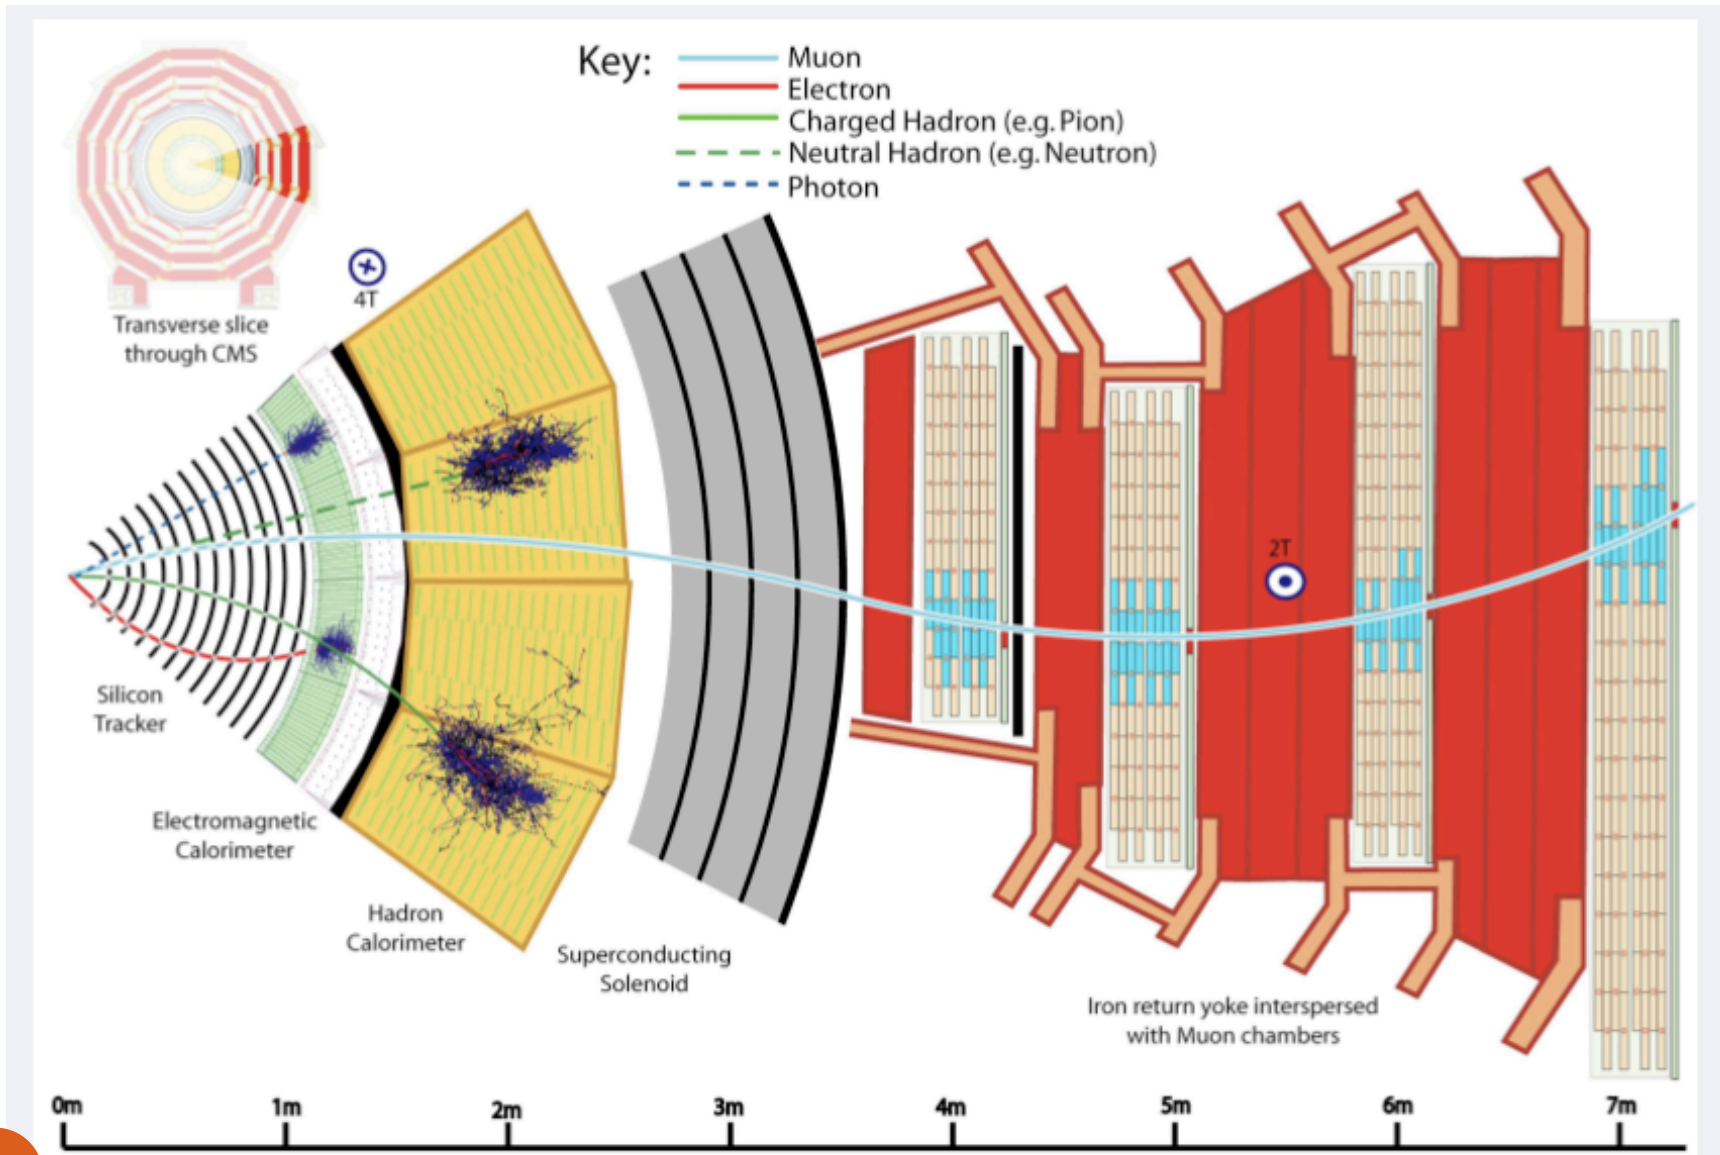 Key:
Muon
Electron
Charged Hadron (e.g. Pion)
Neutral Hadron (e.g. Neutron)
Photon
4T
Transverse slice
through CMS
2T
Silicon
Tracker
Electromagnetic
Calorimeter
Hadron
Calorimeter
Superconducting
Solenoid
Iron return yoke interspersed
with Muon chambers
0m 1m 2m 3m 4m 5m 6m 7m